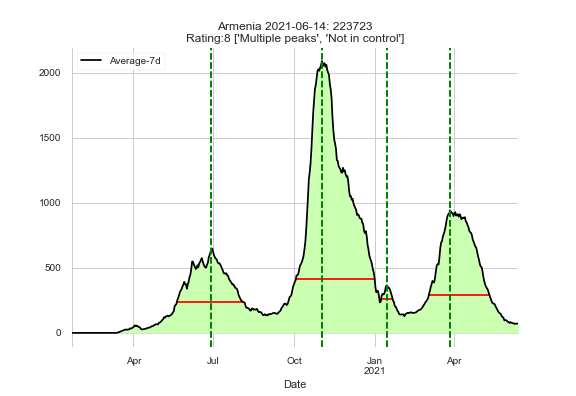 Armenia 2021-06-14: 223723
Rating:8 ['Multiple peaks', 'Not in control']
Average-7d
2000
1500
1000
500
0
Apr
Jul
Oct
Jan
2021
Apr
Date